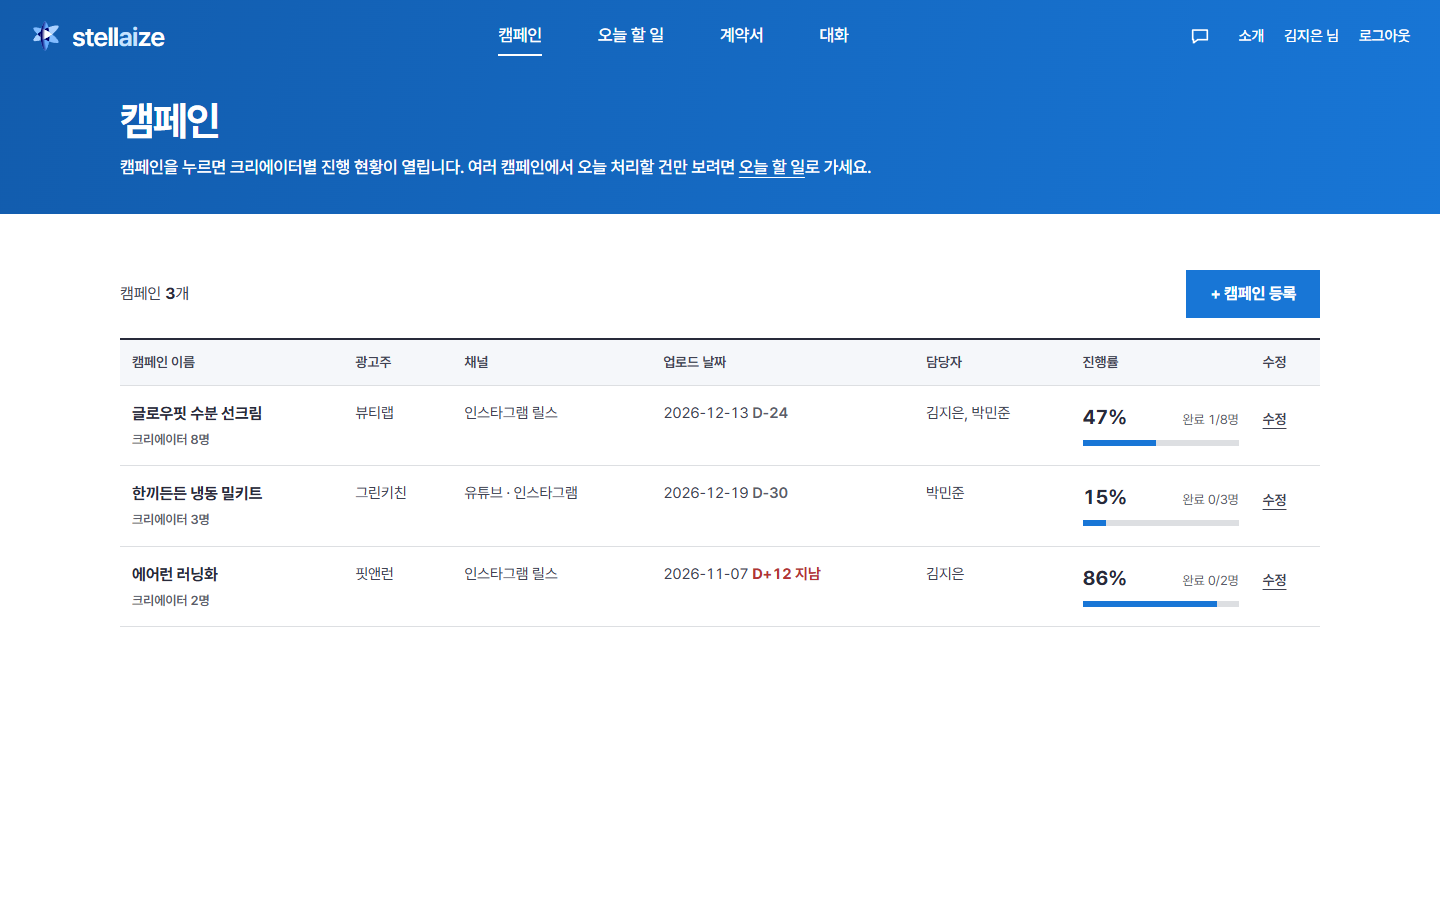 stellaize
캠페인 오늘 할 일 계약서 대화
소개 김지은 님 로그아웃
캠페인
캠페인을 누르면 크리에이터별 진행 현황이 열립니다. 여러 캠페인에서 오늘 처리할 건만 보려면 오늘 할 일로 가세요.
캠페인 3개
+ 캠페인 등록
캠페인 이름 광고주 채널 업로드 날짜 담당자 진행률 수정
글로우핏 수분 선크림 뷰티랩 인스타그램 릴스 2026-12-13 D-24 김지은, 박민준 47% 완료 1/8명 수정
크리에이터 8명
한끼든든 냉동 밀키트 그린키친 유튜브 · 인스타그램 2026-12-19 D-30 박민준 15% 완료 0/3명 수정
크리에이터 3명
에어런 러닝화 핏앤런 인스타그램 릴스 2026-11-07 D+12 지남 김지은 86% 완료 0/2명 수정
크리에이터 2명